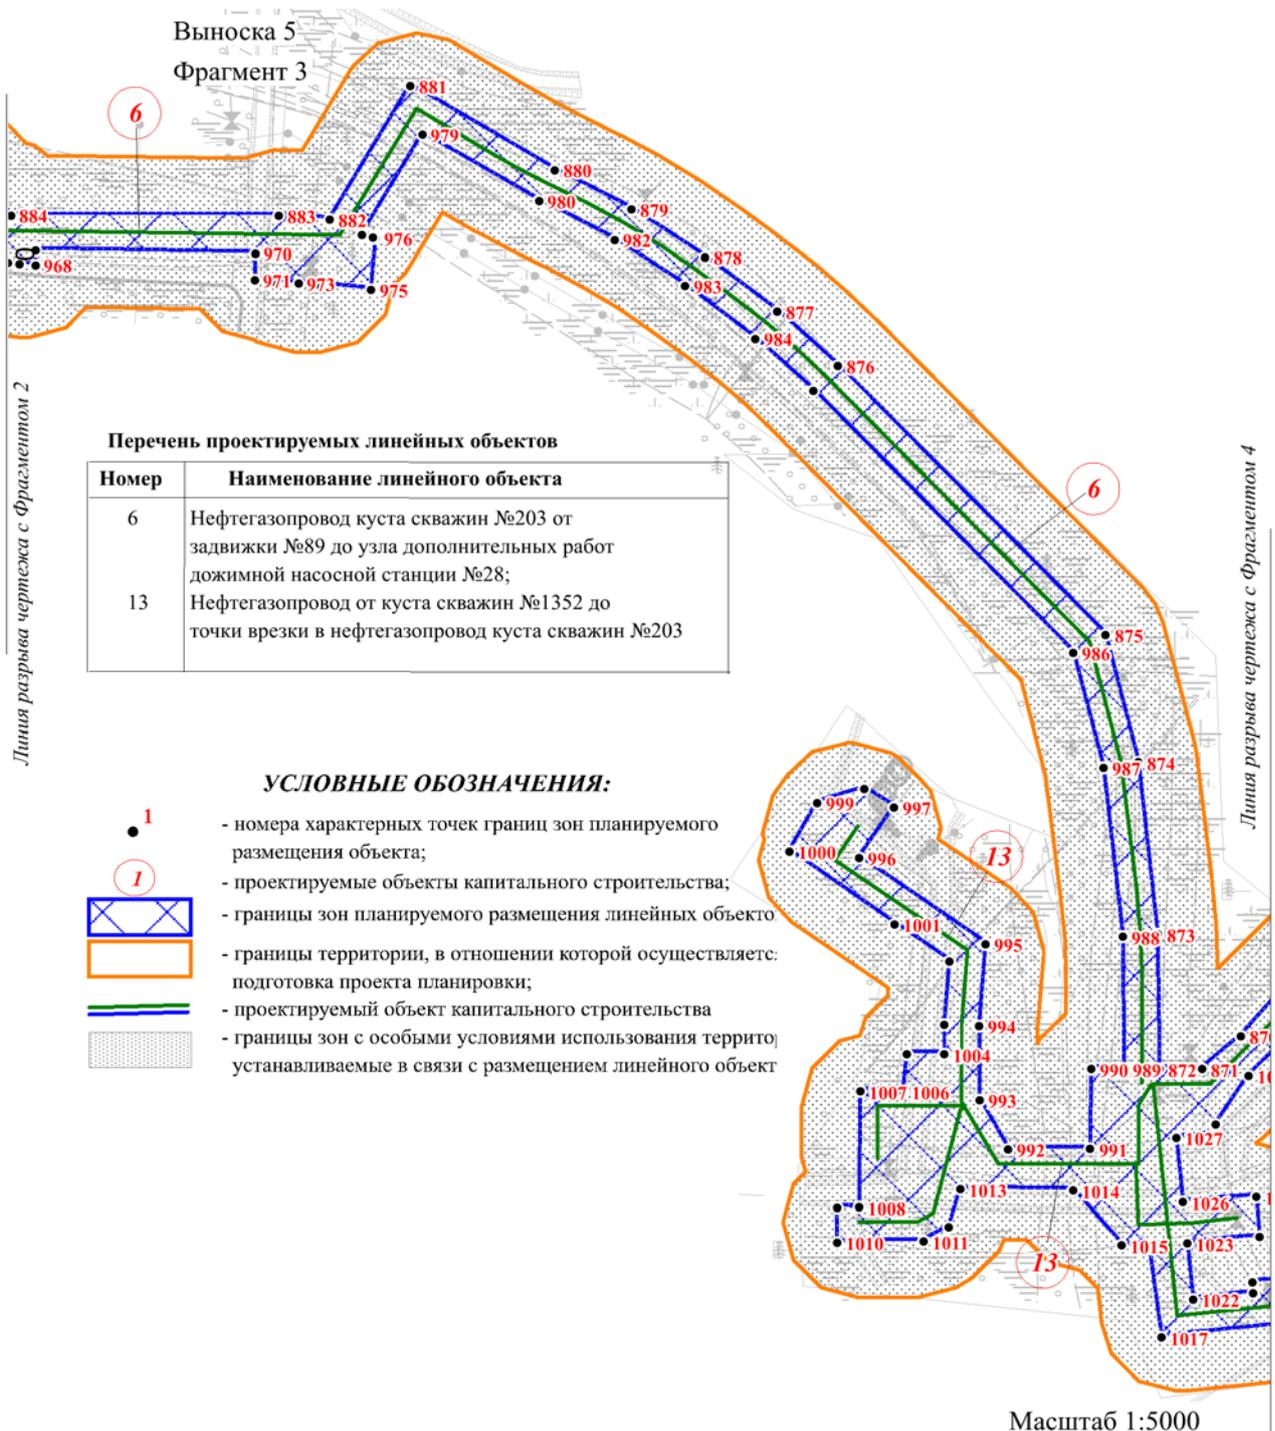 Выноска 5
Фрагмент 3
6
881
979
880
980
879
982
878
983
877
984
876
884
883
882
976
970
968
971
973
975
Линия разрыва чертежа с Фрагментом 2
Перечень проектируемых линейных объектов
Номер Наименование линейного объекта
6 Нефтегазопровод куста скважин №203 от
задвижки №89 до узла дополнительных работ
дожимной насосной станции №28;
13 Нефтегазопровод от куста скважин №1352 до
точки врезки в нефтегазопровод куста скважин №203
6
Линия разрыва чертежа с Фрагментом 4
875
986
987
874
988
873
УСЛОВНЫЕ ОБОЗНАЧЕНИЯ:
1
- номера характерных точек границ зон планируемого
размещения объекта;
1
- проектируемые объекты капитального строительства;
- границы зон планируемого размещения линейных объекто
- границы территории, в отношении которой осуществляетс
подготовка проекта планировки;
- проектируемый объект капитального строительства
- границы зон с особыми условиями использования террито
устанавливаемые в связи с размещением линейного объект
999
997
1000
996
13
1001
995
994
1004
1007
1006
993
990
989
872
871
992
991
1027
1013
1014
1026
1008
1010
1011
1015
1023
13
1022
1017
Масштаб 1:5000